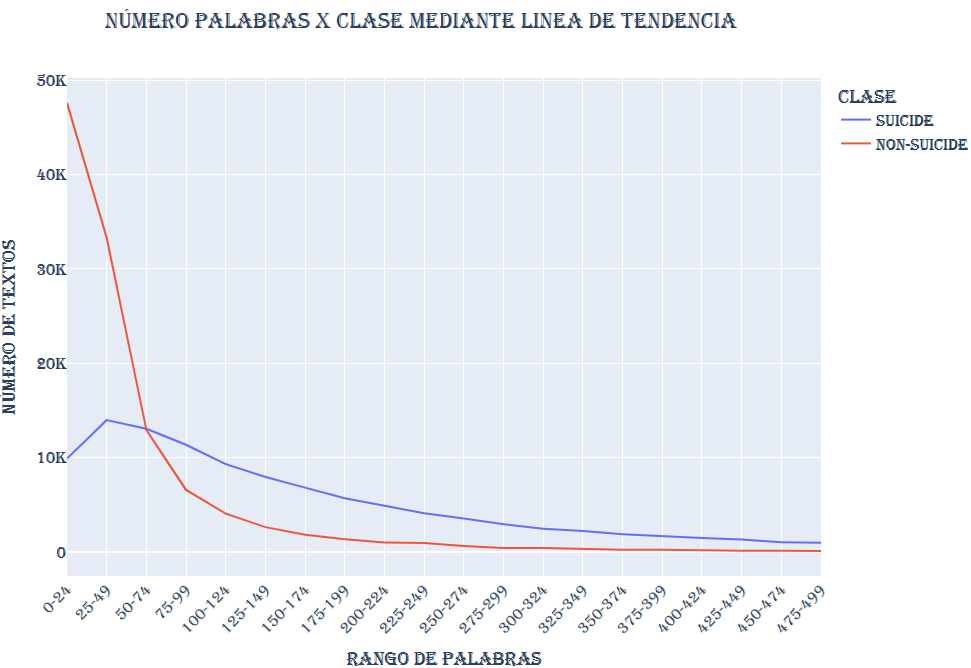 NÚMERO PALABRAS X CLASE MEDIANTE LINEA DE TENDENCIA
50K
40K
30K
20K
10K
0
NÚMERO DE TEXTOS
CLASE
SUICIDE
NON-SUICIDE
0-24
25-49
50-74
75-99
100-124
125-149
150-174
175-199
200-224
225-249
250-274
275-299
300-324
325-349
350-374
375-399
400-424
425-449
450-474
475-499
RANGO DE PALABRAS